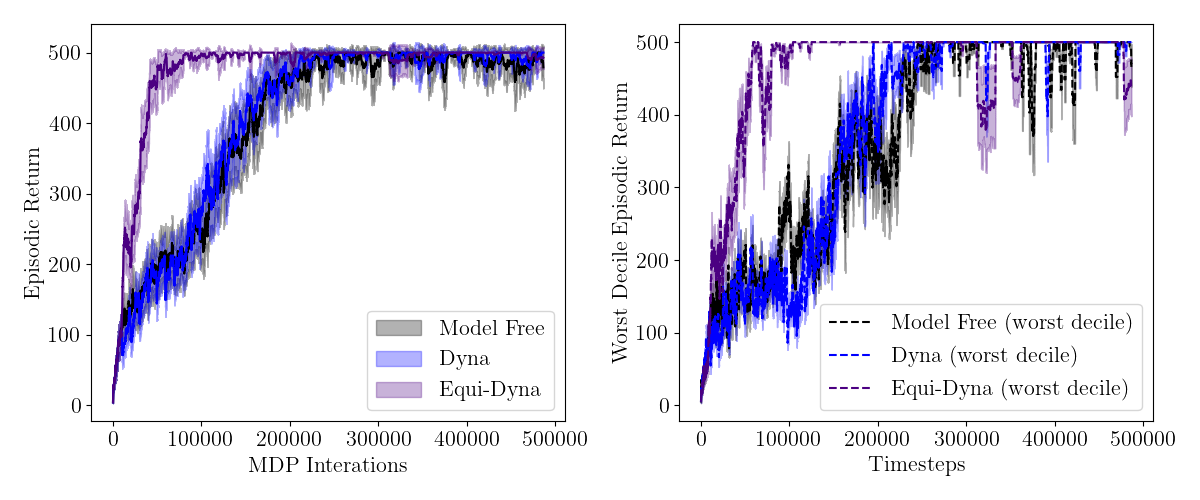 Episodic Return
500
400
300
200
100
0
Model Free
Dyna
Equi-Dyna
0 100000 200000 300000 400000 500000
MDP Interations
Worst Decile Episodic Return
500
400
300
200
100
0
Model Free (worst decile)
Dyna (worst decile)
Equi-Dyna (worst decile)
0 100000 200000 300000 400000 500000
Timesteps